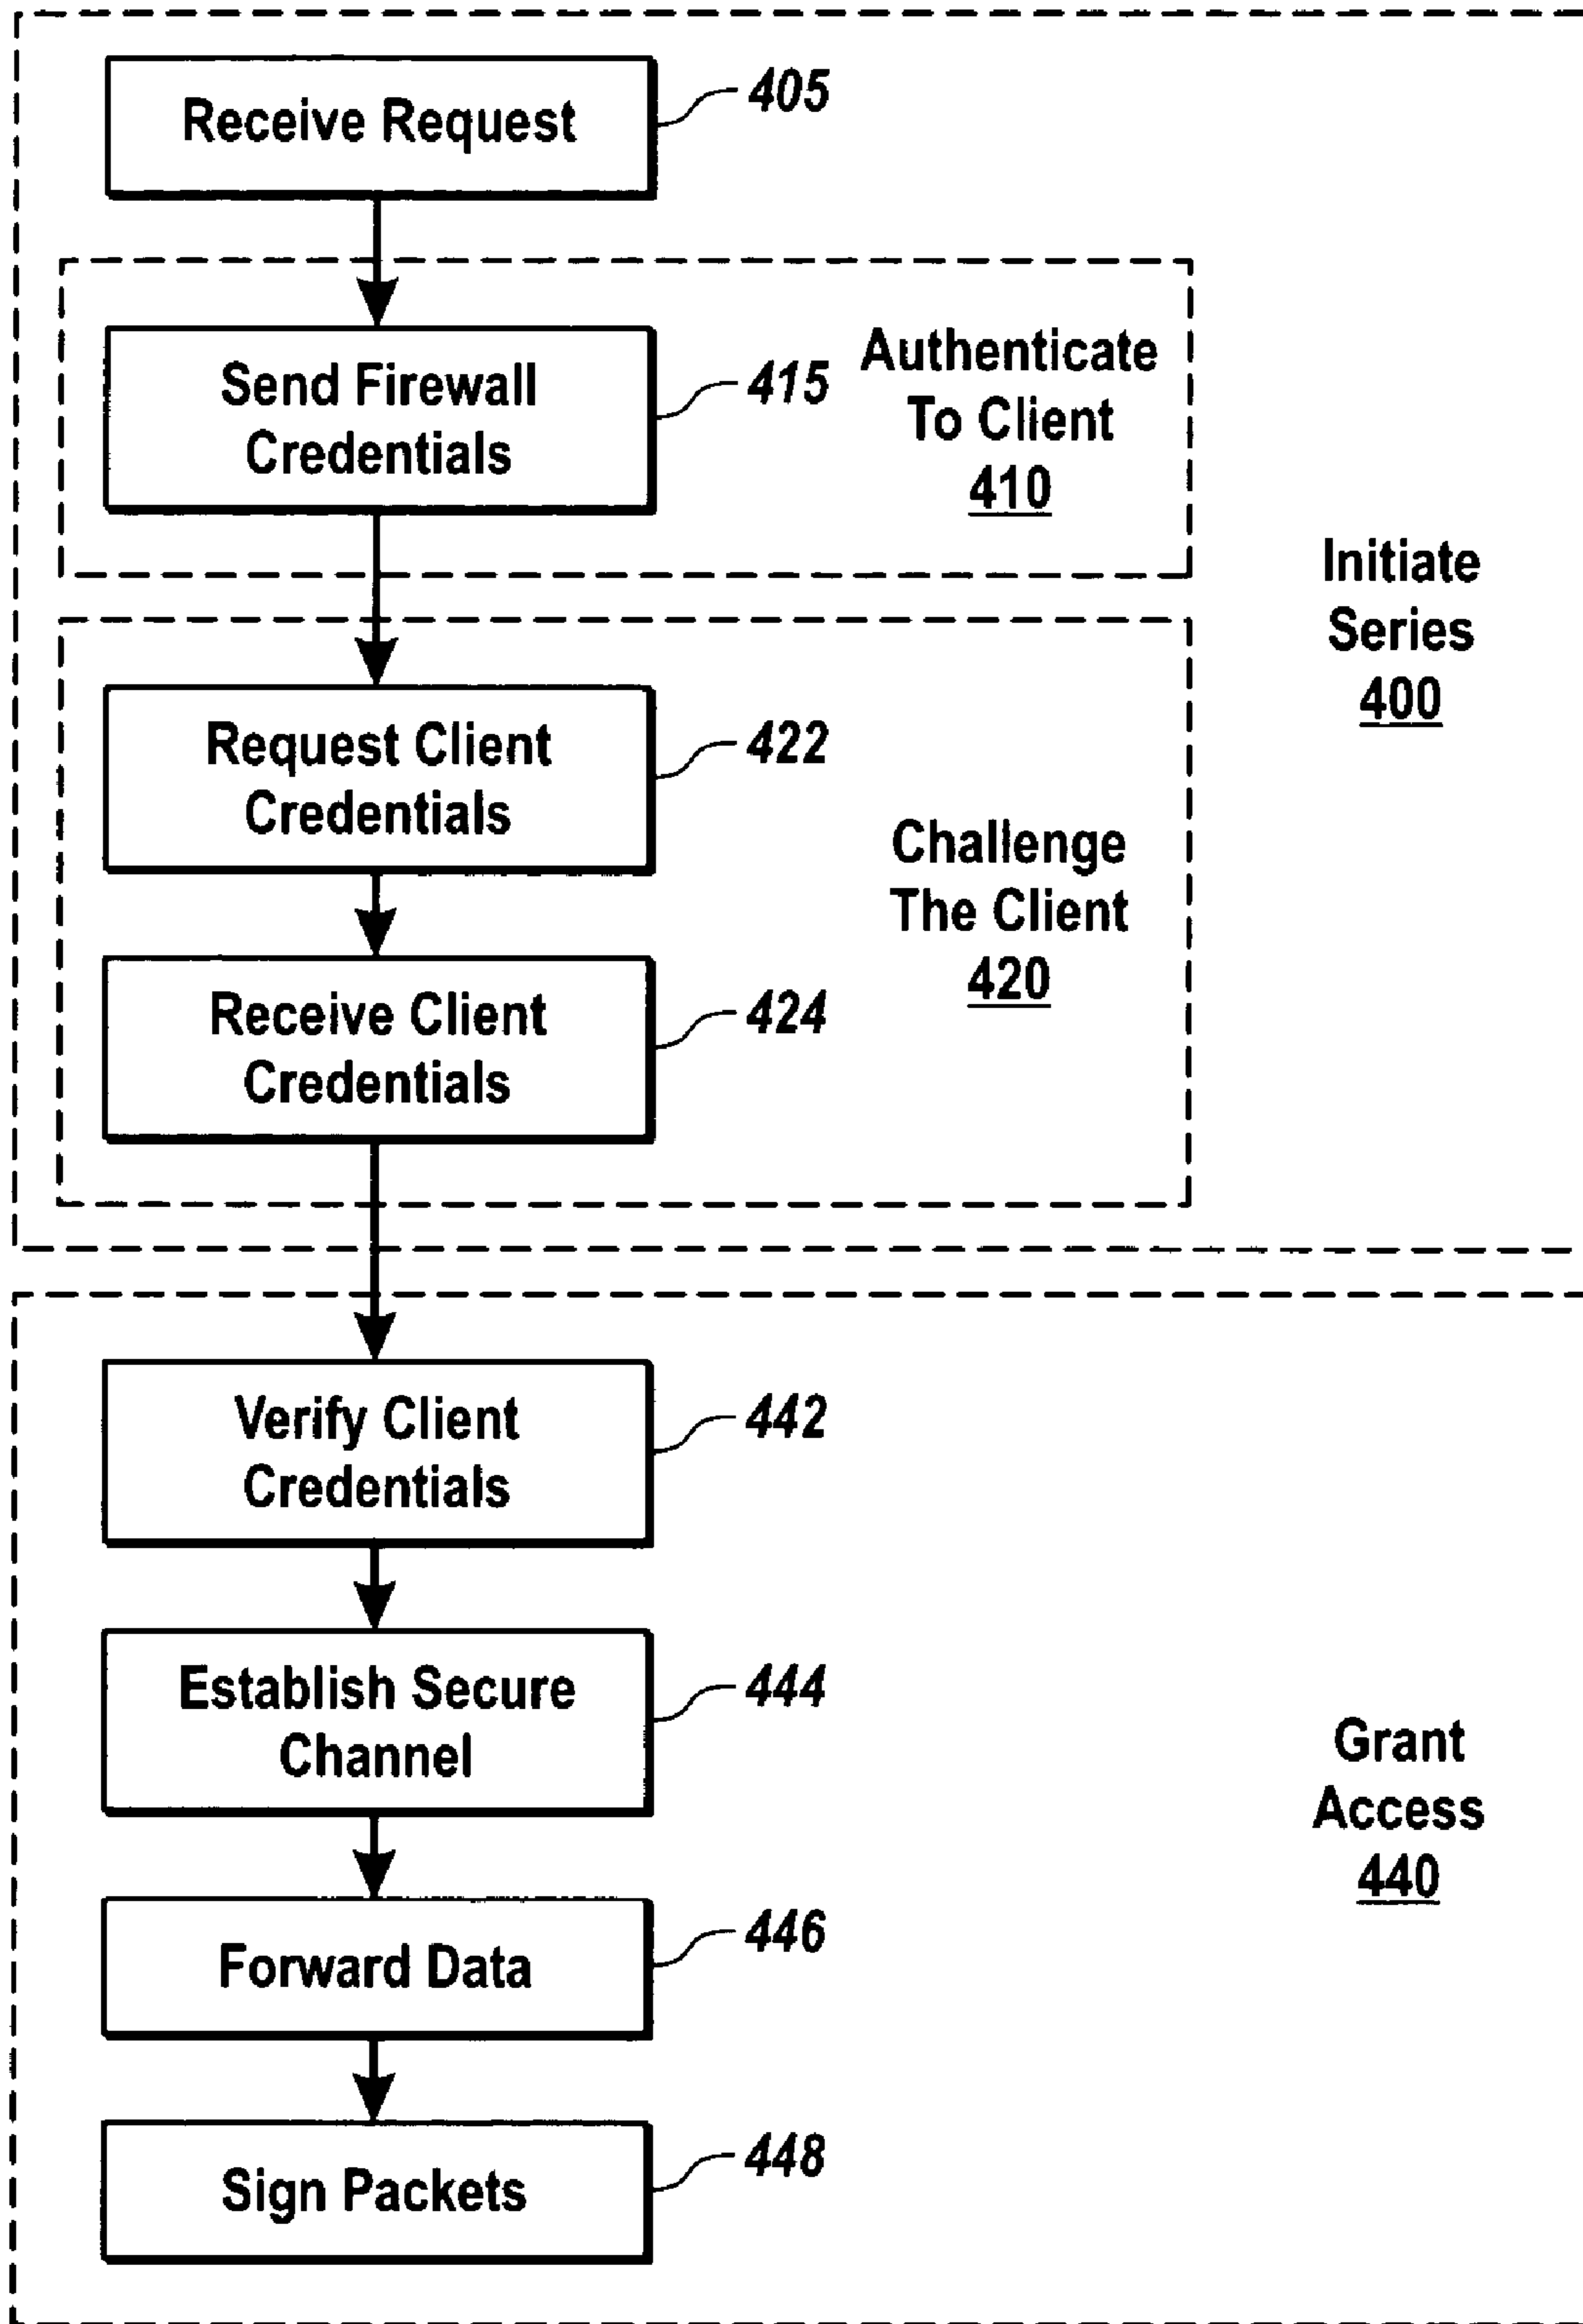 Receive Request
405
Send Firewall
Credentials
415
Authenticate
To Client
410
Initiate
Series
400
Request Client
Credentials
422
Challenge
The Client
420
Receive Client
Credentials
424
Verify Client
Credentials
442
Establish Secure
Channel
444
Grant
Access
440
Forward Data
446
Sign Packets
448